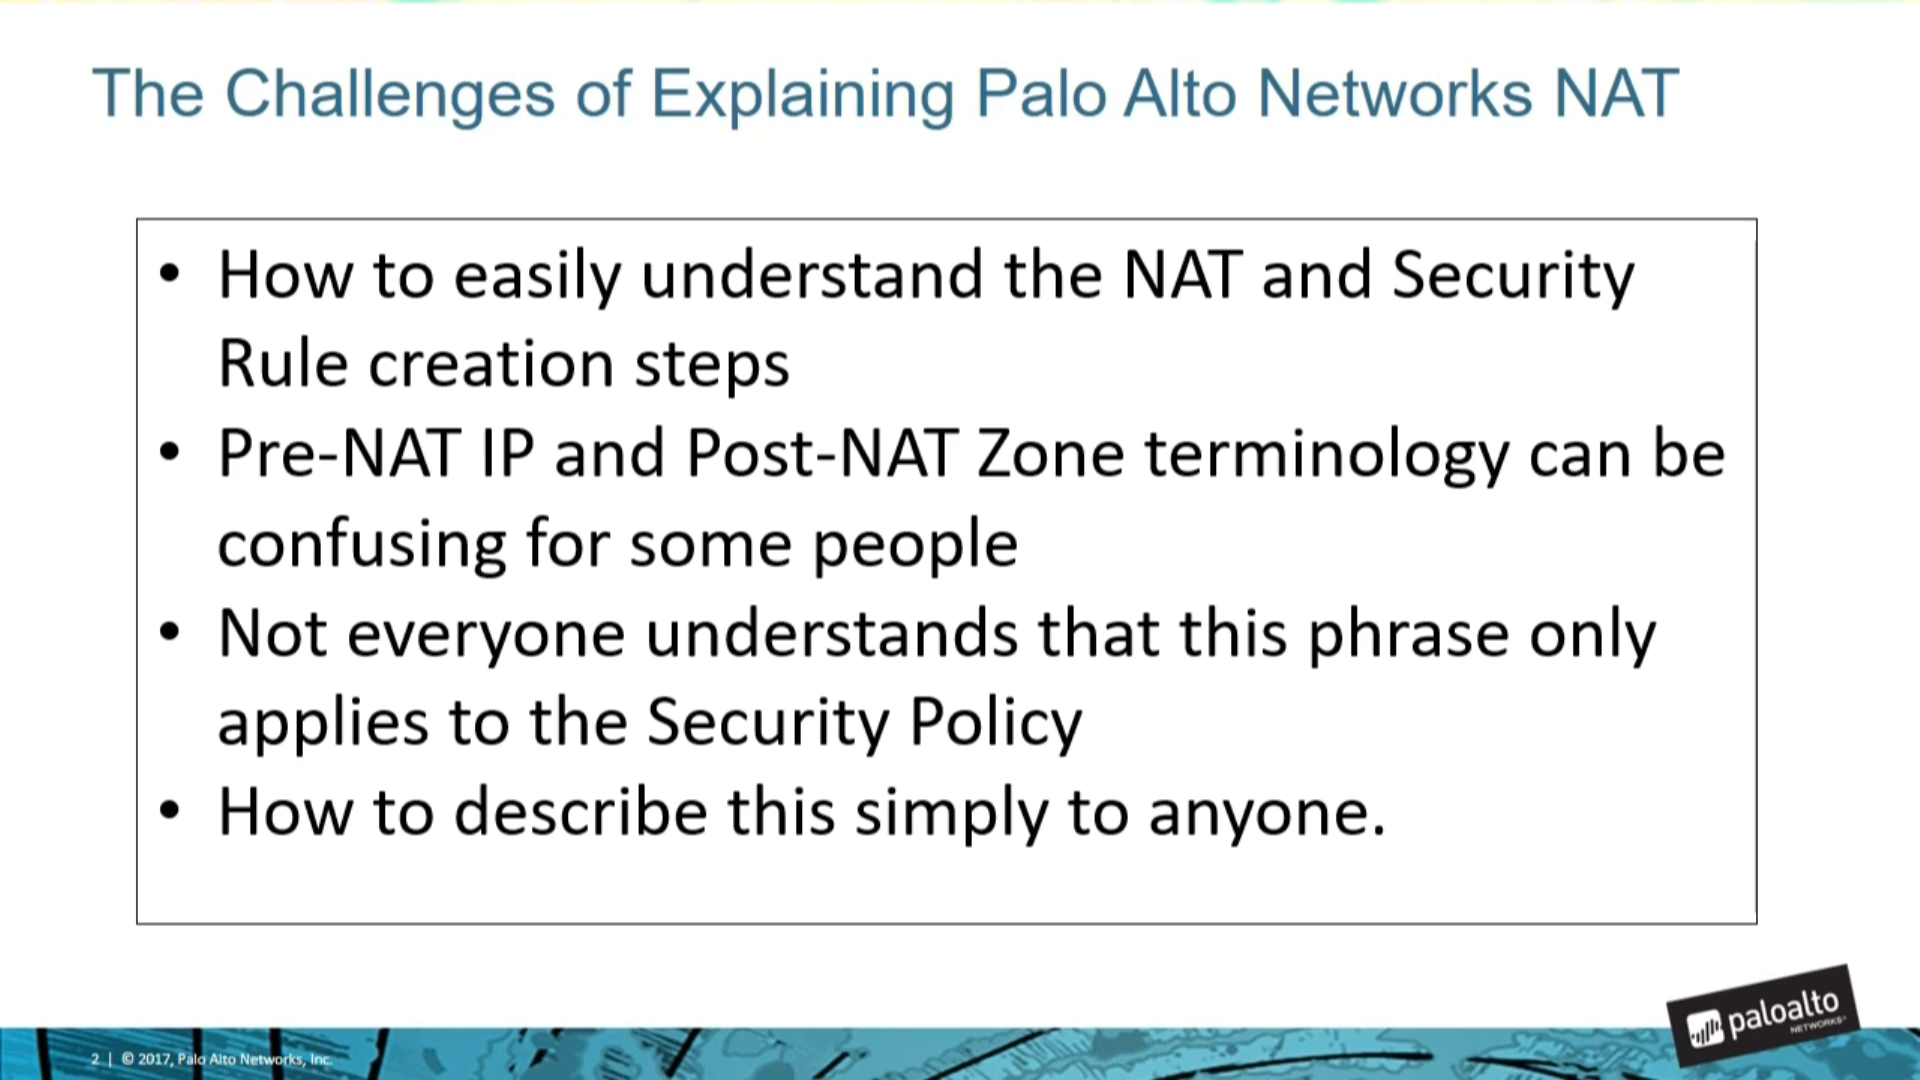 The Challenges of Explaining Palo Alto Networks NAT
• How to easily understand the NAT and Security
Rule creation steps
• Pre-NAT IP and Post-NAT Zone terminology can be
confusing for some people
• Not everyone understands that this phrase only
applies to the Security Policy
• How to describe this simply to anyone.
paloalto
NETWORKS
2 | © 2017, Palo Alto Networks, Inc.